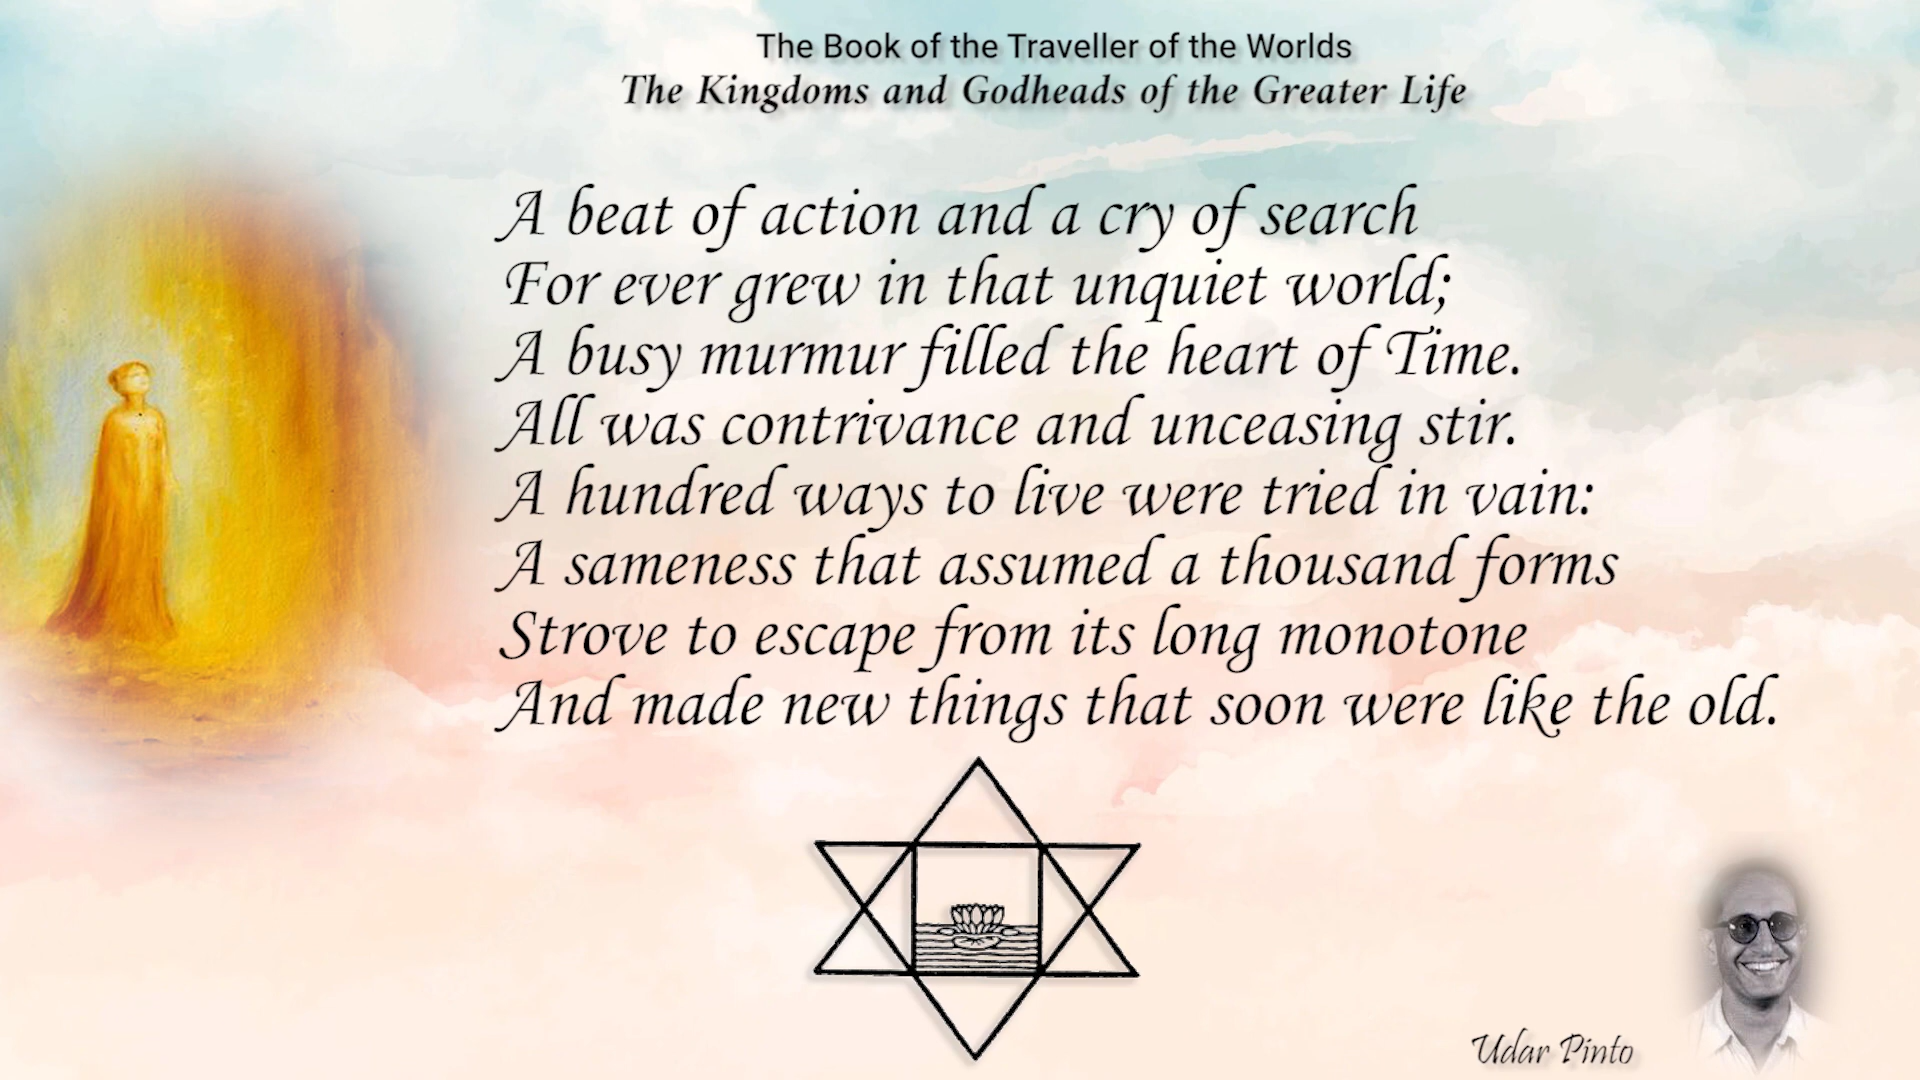 The Book of the Traveller of the Worlds
The Kingdoms and Godheads of the Greater Life
A beat of action and a cry of search
For ever grew in that unquiet world;
A busy murmur filled the heart of Time.
All was contrivance and unceasing stir.
A hundred ways to live were tried in vain:
A sameness that assumed a thousand forms
Strove to escape from its long monotone
And made new things that soon were like the old.
Udar Pinto